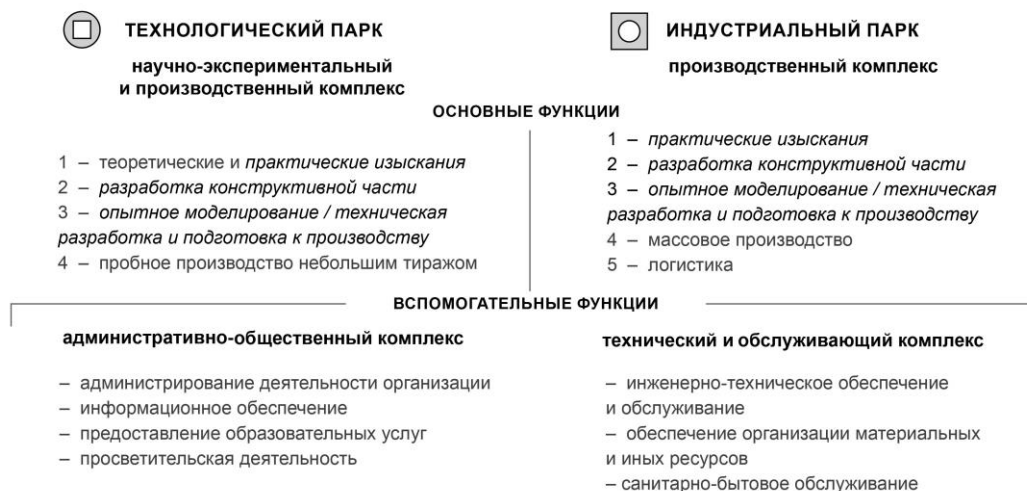 ТЕХНОЛОГИЧЕСКИЙ ПАРК
научно-экспериментальный
и производственный комплекс
ИНДУСТРИАЛЬНЫЙ ПАРК
производственный комплекс
ОСНОВНЫЕ ФУНКЦИИ
1 – теоретические и практические изыскания
2 – разработка конструктивной части
3 – опытное моделирование / техническая
разработка и подготовка к производству
4 – пробное производство небольшим тиражом
1 – практические изыскания
2 – разработка конструктивной части
3 – опытное моделирование / техническая
разработка и подготовка к производству
4 – массовое производство
5 – логистика
ВСПОМОГАТЕЛЬНЫЕ ФУНКЦИИ
административно-общественный комплекс
– администрирование деятельности организации
– информационное обеспечение
– предоставление образовательных услуг
– просветительская деятельность
технический и обслуживающий комплекс
– инженерно-техническое обеспечение
и обслуживание
– обеспечение организации материальных
и иных ресурсов
– санитарно-бытовое обслуживание